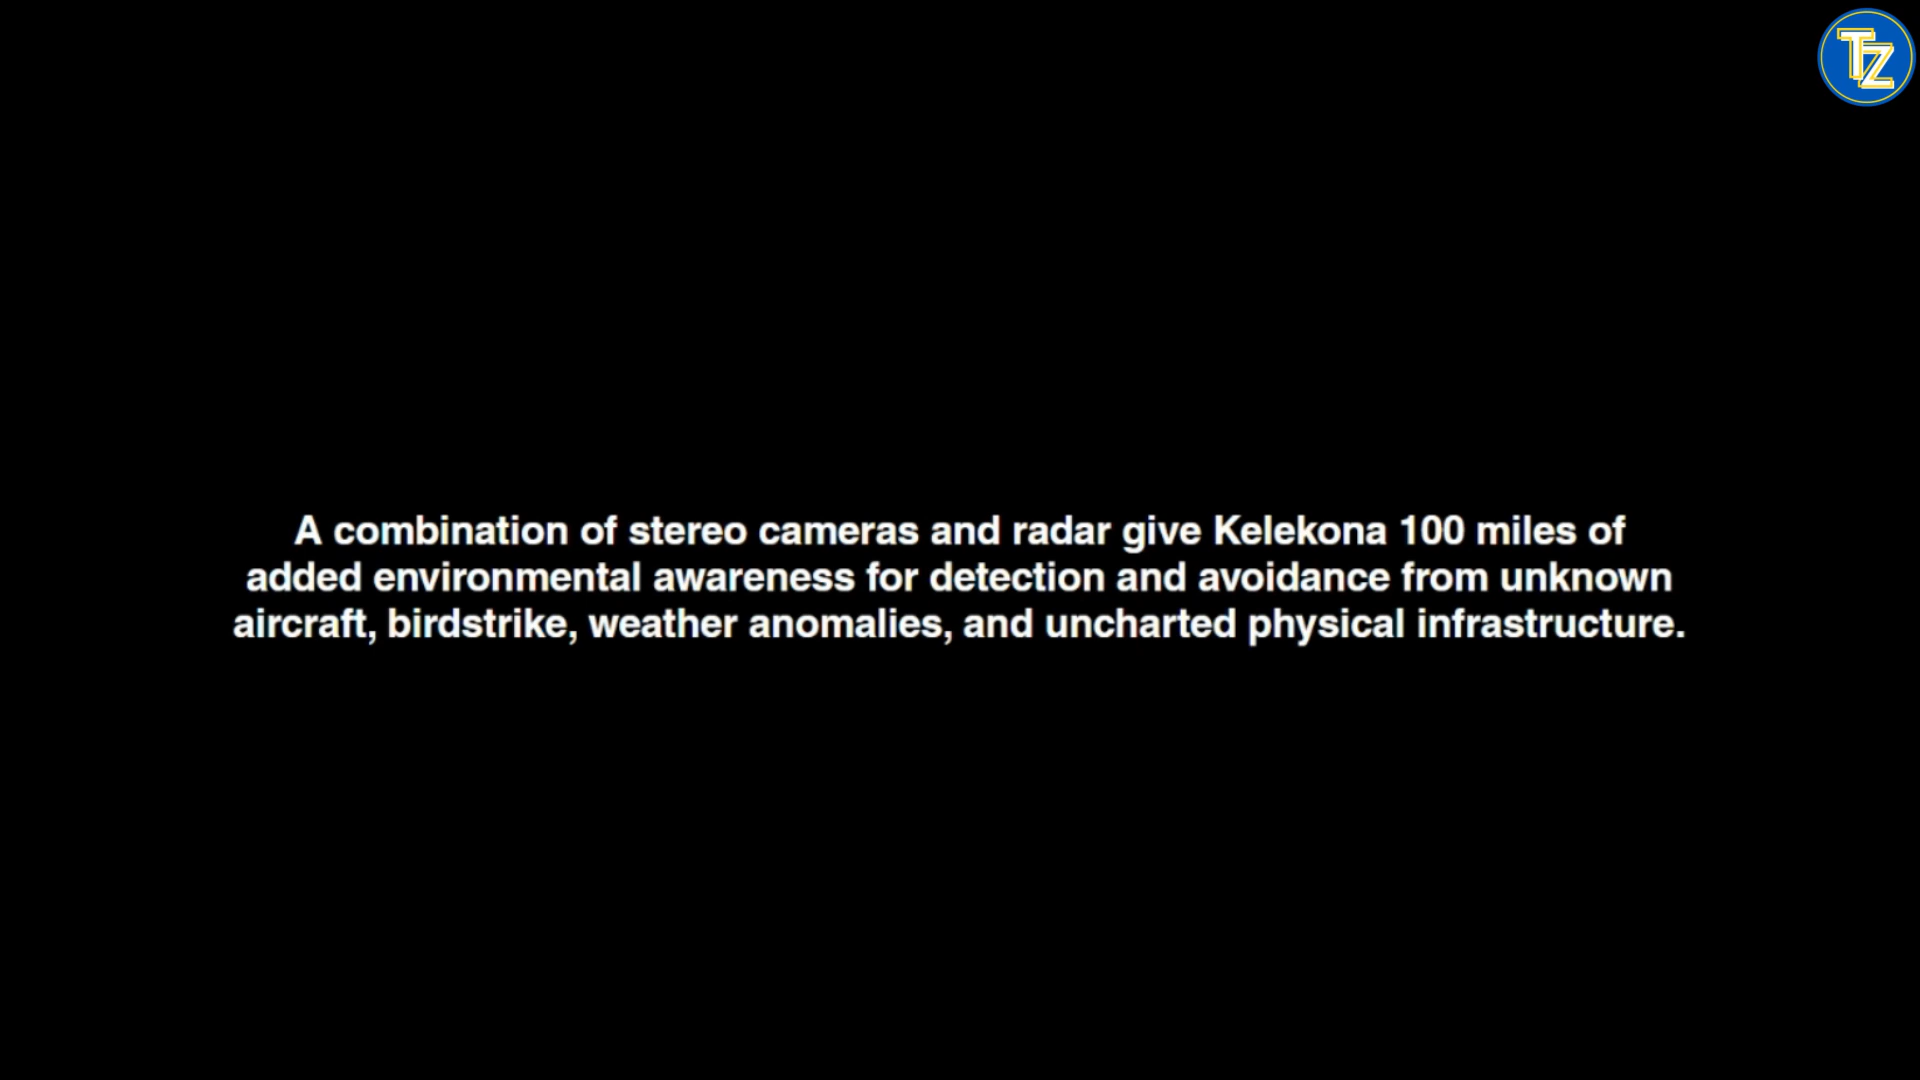 TZ
A combination of stereo cameras and radar give Kelekona 100 miles of
added environmental awareness for detection and avoidance from unknown
aircraft, birdstrike, weather anomalies, and uncharted physical infrastructure.